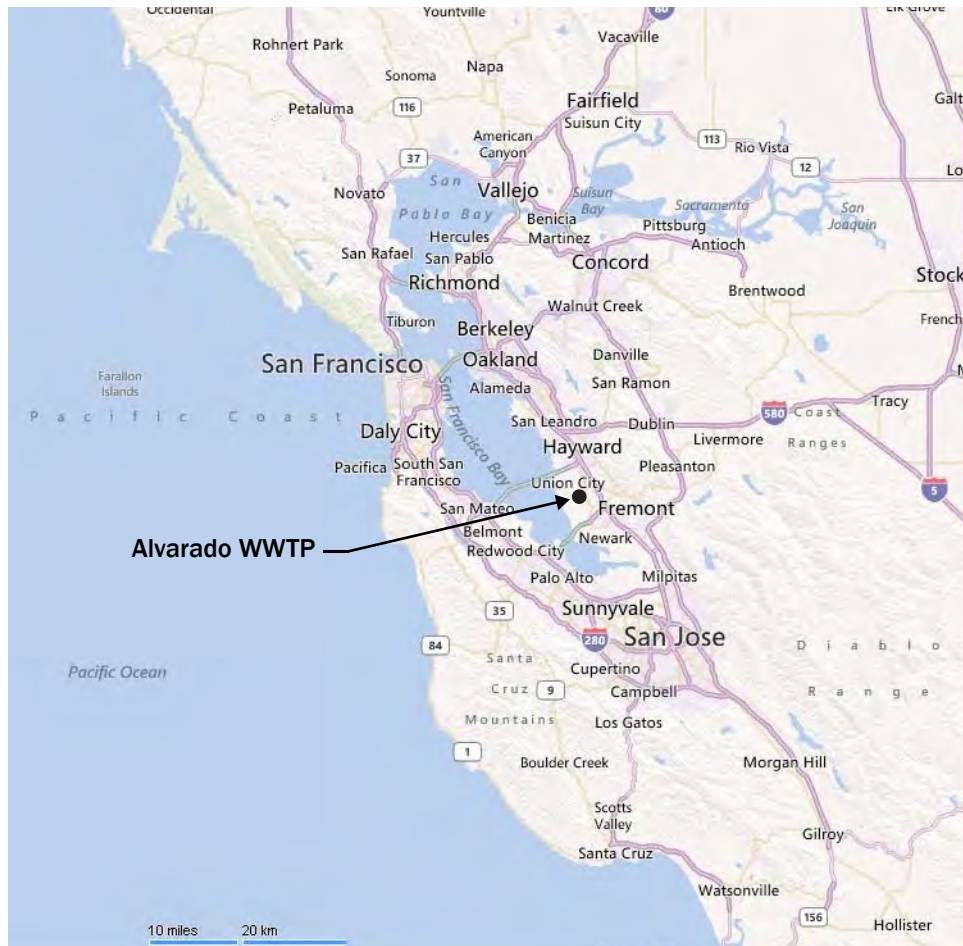 Occidental
Yountville
80
Elk Grove
Rohnert Park
Vacaville
Sonoma
Napa
Petaluma
116
Fairfield
Suisun City
Galt
American
Canyon
113
Rio Vista
12
37
San
Pablo Bay
Vallejo
Suisun
Bay
Sacramento
San
Joaquin
Lo
Novato
Benicia
Martinez
Pittsburg
Antioch
Hercules
San Rafael
San Pablo
Concord
Richmond
Stock
Brentwood
Walnut Creek
Tiburon
French
Berkeley
San Francisco
Oakland
Danville
Farallon
Islands
Alameda
San Ramon
Pacific Coast
San Francisco Bay
San Leandro
Dublin
580
Coast
Ranges
Tracy
Daly City
Hayward
Livermore
Pacifica
South San
Francisco
Pleasanton
Union City
5
San Mateo
Fremont
Belmont
Newark
Alvarado WWTP
Redwood City
Palo Alto
Milpitas
35
Sunnyvale
280
San Jose
84
Santa
Cruz
Mountains
9
Diablo
Range
Pacific Ocean
Cupertino
Campbell
Los Gatos
1
Boulder Creek
Morgan Hill
Scotts
Valley
Gilroy
Santa Cruz
Watsonville
156
Hollister
10 miles
20 km